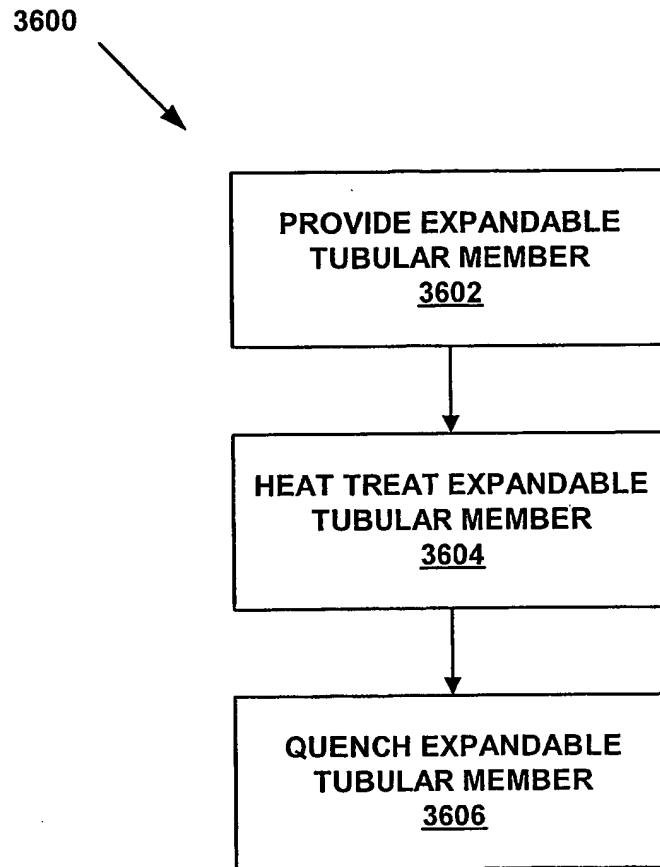 3600
PROVIDE EXPANDABLE
TUBULAR MEMBER
3602
HEAT TREAT EXPANDABLE
TUBULAR MEMBER
3604
QUENCH EXPANDABLE
TUBULAR MEMBER
3606